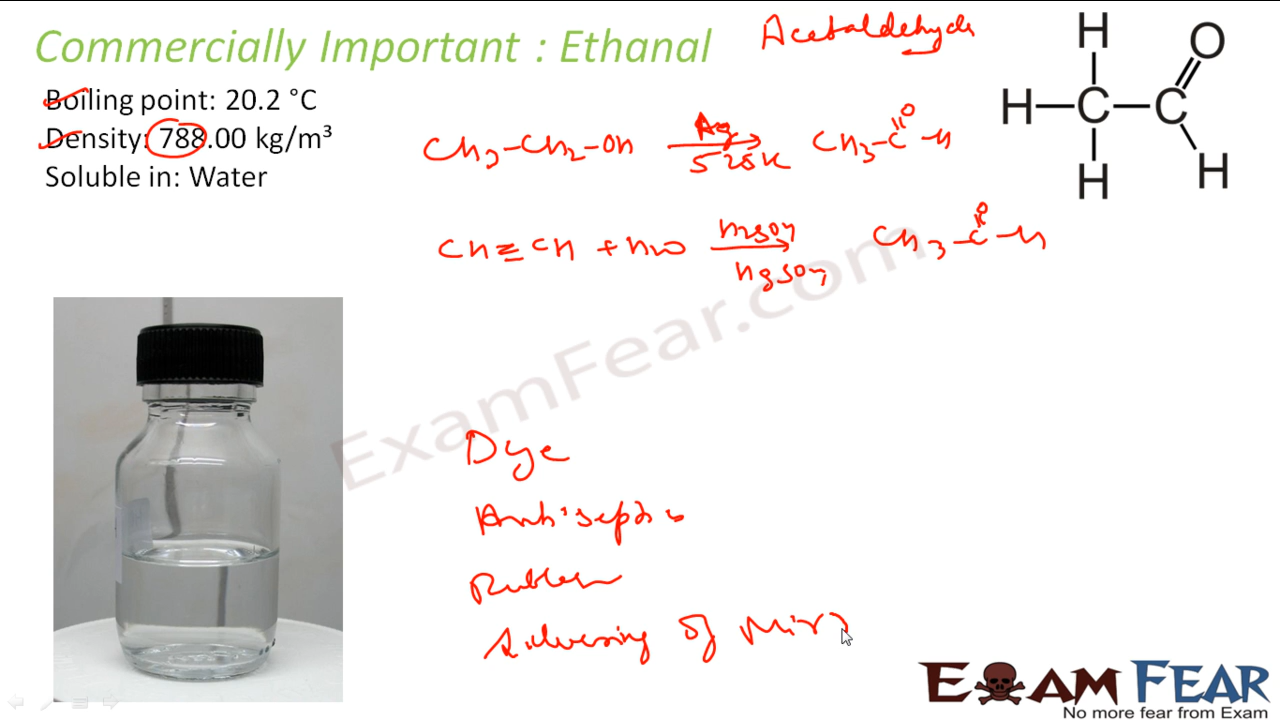 Commercially Important : Ethanal
Acetaldehyde
Boiling point: 20.2 °C
Density: 788.00 kg/m³
Soluble in: Water
CH3-CH2-OH Ag 525K CH3-C-H
O
CH≡CH + H2O H2SO4 HgSO4 CH3-C-H
O
H
O
H C C
H H
ExamFear.com
Dye
Antiseptic
Rubber
Silvering of Mirr
EXAM FEAR
No more fear from Exam